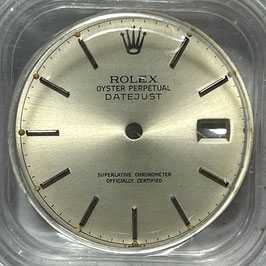 ROLEX
OYSTER PERPETUAL
DATEJUST
SUPERLATIVE CHRONOMETER
OFFICIALLY CERTIFIED